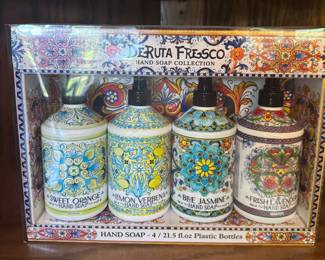 DERUTA FRESCO
HAND SOAP COLLECTION
SWEET ORANGE
HAND SOAP
LEMON VERBENA
HAND SOAP
BLUE JASMINE
HAND SOAP
FRESH LAVENDER
HAND SOAP
HAND SOAP - 4 / 21.5 fl.oz Plastic Bottles